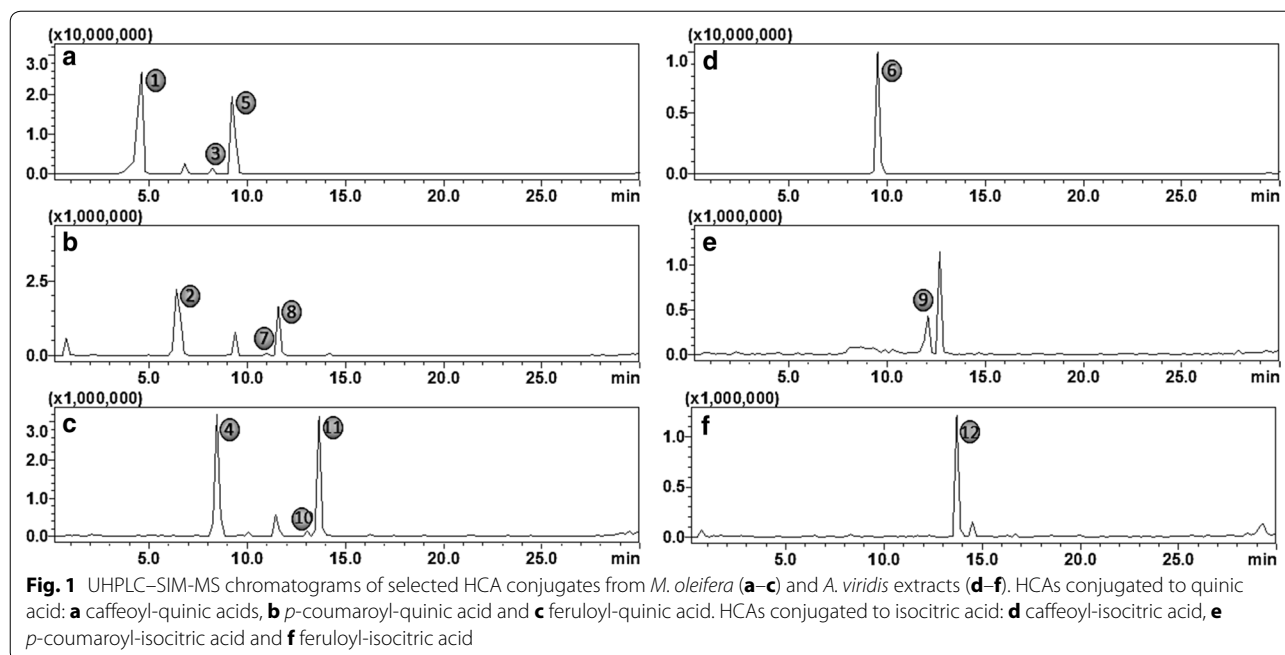 (x10,000,000)
a
3.0
2.0
1.0
0.0
1
3
5
5.0 10.0 15.0 20.0 25.0 min
(x1,000,000)
b
2.5
0.0
2
7
8
5.0 10.0 15.0 20.0 25.0 min
(x1,000,000)
c
3.0
2.0
1.0
0.0
4
10
11
5.0 10.0 15.0 20.0 25.0 min
(x10,000,000)
d
1.0
0.5
0.0
6
5.0 10.0 15.0 20.0 25.0 min
(x1,000,000)
e
1.0
0.5
0.0
9
5.0 10.0 15.0 20.0 25.0 min
(x1,000,000)
f
1.0
0.5
0.0
12
5.0 10.0 15.0 20.0 25.0 min
Fig. 1 UHPLC–SIM-MS chromatograms of selected HCA conjugates from M. oleifera (a–c) and A. viridis extracts (d–f). HCAs conjugated to quinic
acid: a caffeoyl-quinic acids, b p-coumaroyl-quinic acid and c feruloyl-quinic acid. HCAs conjugated to isocitric acid: d caffeoyl-isocitric acid, e
p-coumaroyl-isocitric acid and f feruloyl-isocitric acid